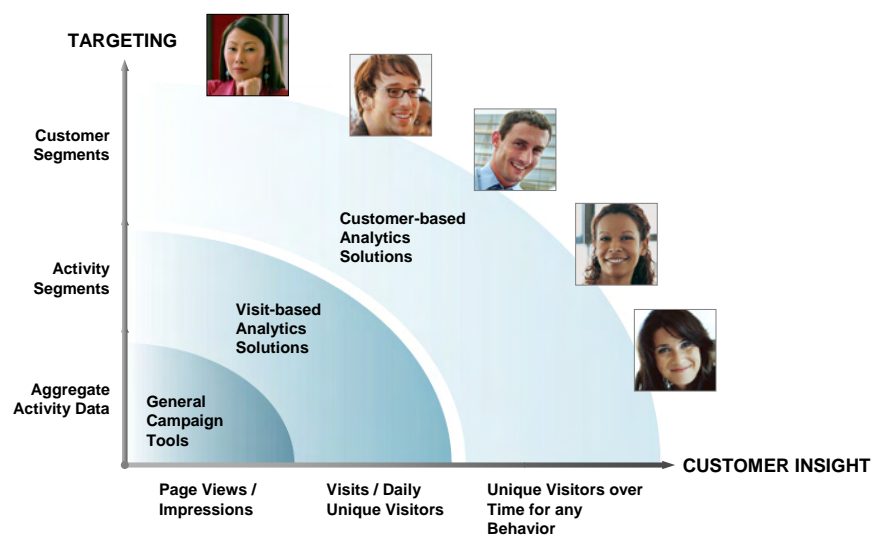 TARGETING
Customer
Segments
Customer-based
Analytics
Solutions
Activity
Segments
Visit-based
Analytics
Solutions
Aggregate
Activity Data
General
Campaign
Tools
CUSTOMER INSIGHT
Page Views /
Impressions
Visits / Daily
Unique Visitors
Unique Visitors over
Time for any
Behavior